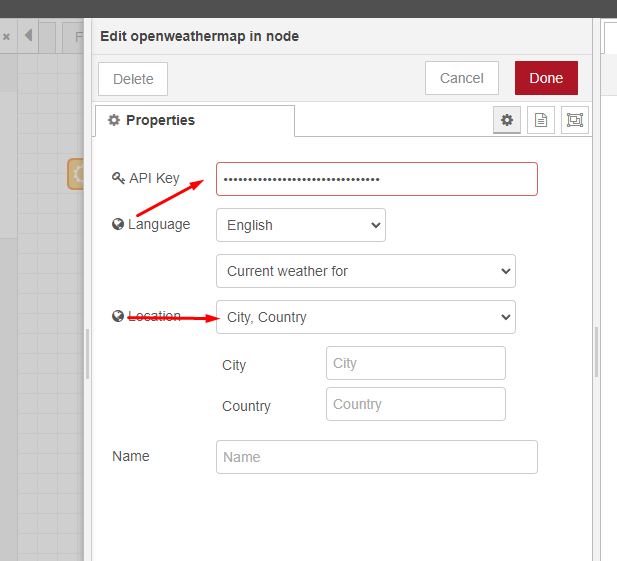 Edit openweathermap in node
Delete
Cancel
Done
Properties
API Key
••••••••••••••••••••••••••••••••
Language
English
Current weather for
Location
City, Country
City
City
Country
Country
Name
Name